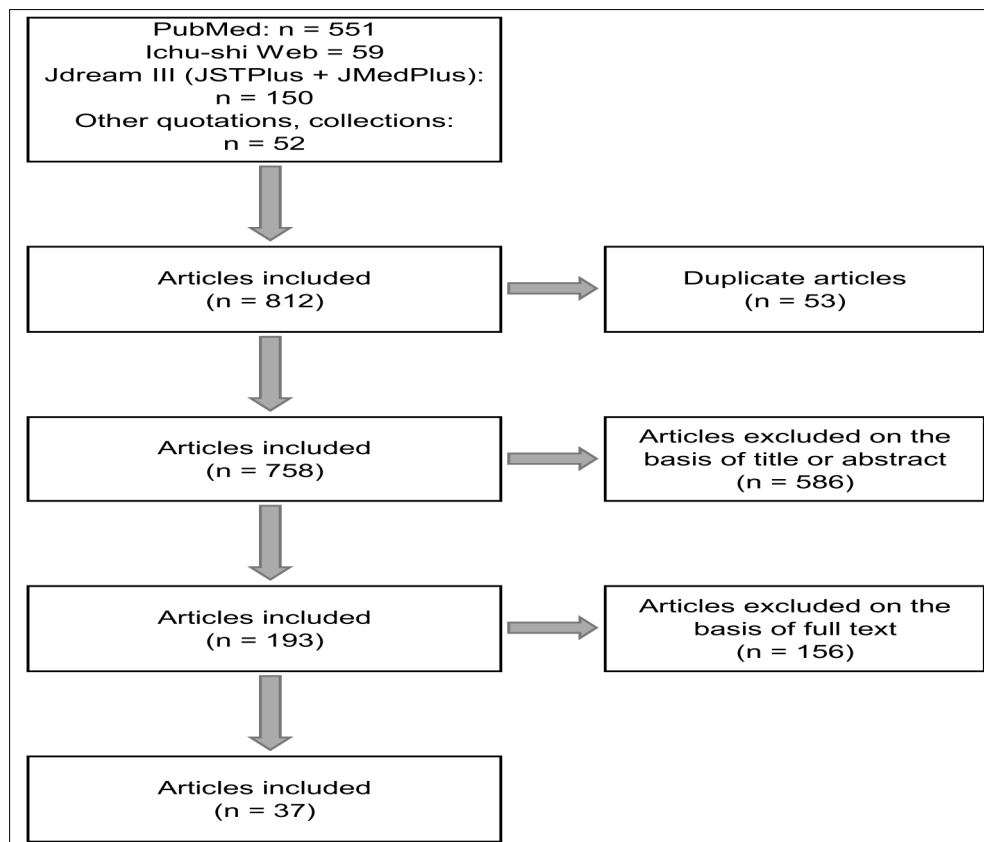 PubMed: n = 551
Ichu-shi Web = 59
Jdream III (JSTPlus + JMedPlus):
n = 150
Other quotations, collections:
n = 52
Articles included
(n = 812)
Duplicate articles
(n = 53)
Articles included
(n = 758)
Articles excluded on the
basis of title or abstract
(n = 586)
Articles included
(n = 193)
Articles excluded on the
basis of full text
(n = 156)
Articles included
(n = 37)